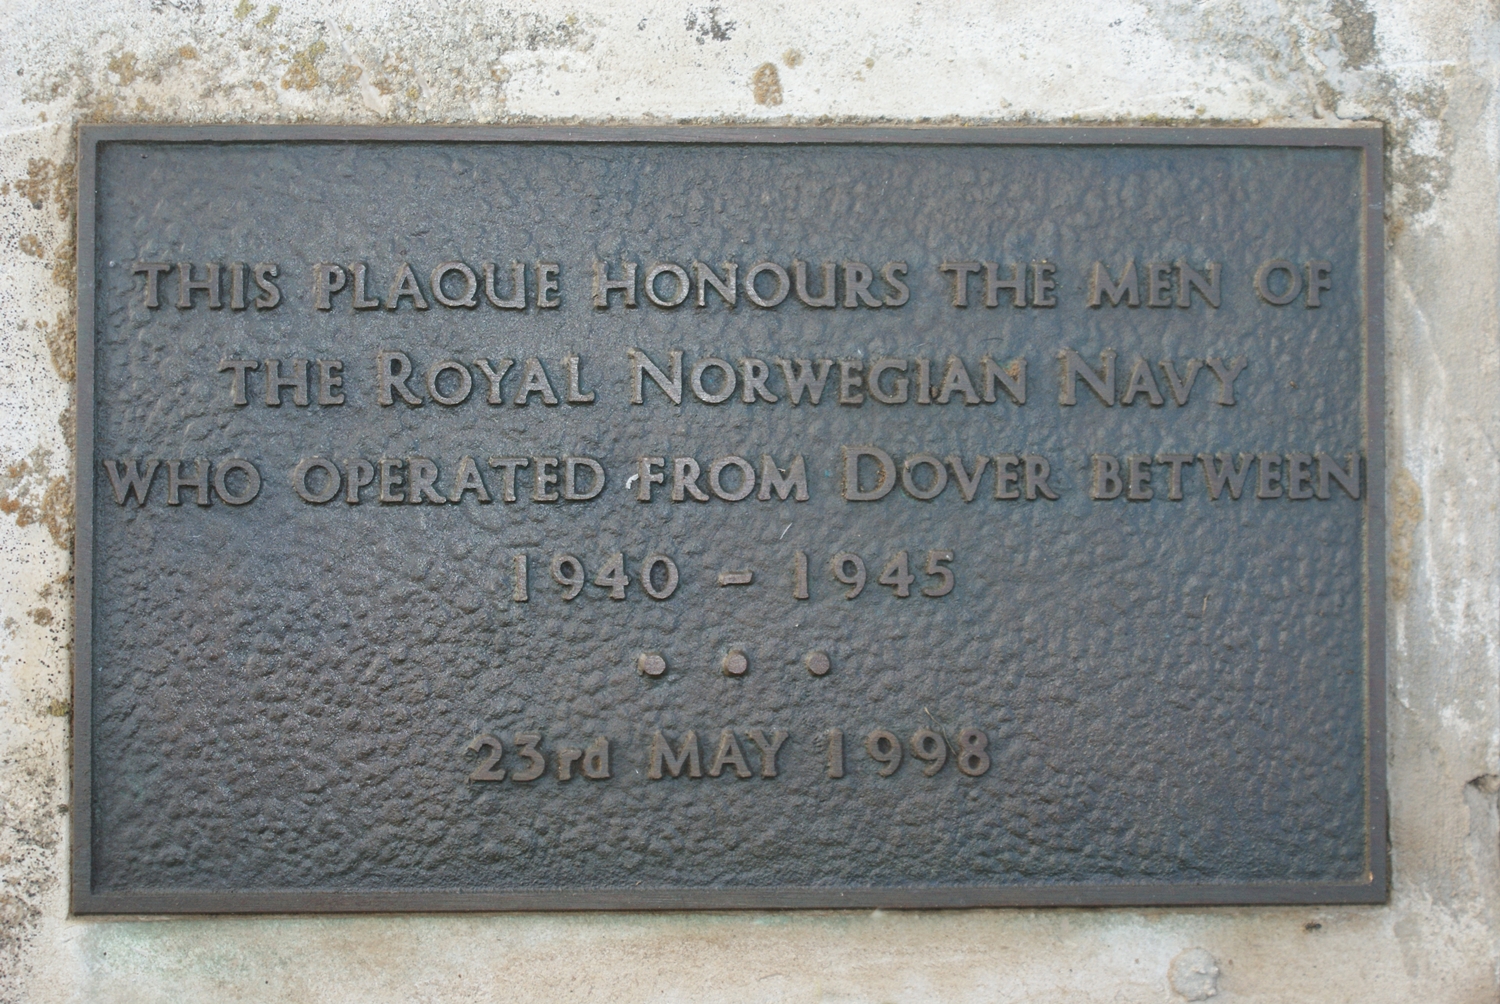 THIS PLAQUE HONOURS THE MEN OF
THE ROYAL NORWEGIAN NAVY
WHO OPERATED FROM DOVER BETWEEN
1940 - 1945
• • •
23rd MAY 1998